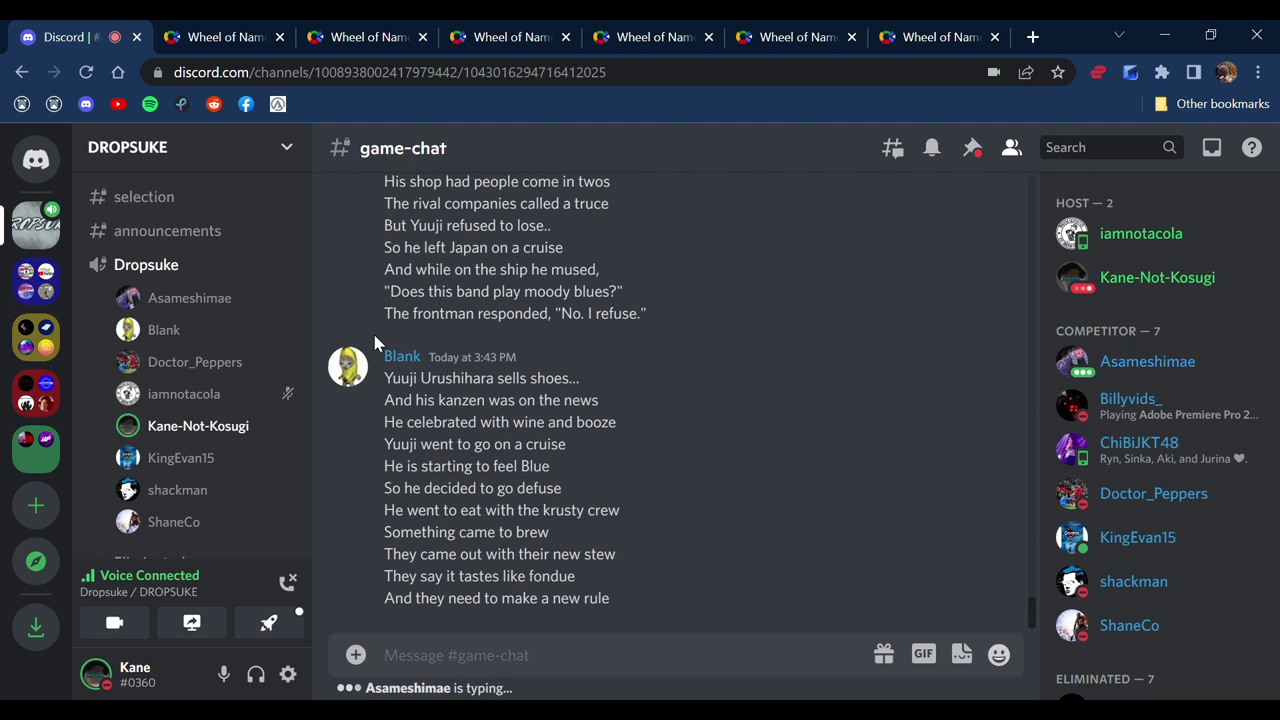 Discord | #
Wheel of Nam
Wheel of Nam
Wheel of Nam
Wheel of Nam
Wheel of Nam
Wheel of Nam
discord.com/channels/1008938002417979442/1043016294716412025
Other bookmarks
DROPSUKE
game-chat
Search
selection
announcements
Dropsuke
Asameshimae
Blank
Doctor_Peppers
iamnotacola
Kane-Not-Kosugi
KingEvan15
shackman
ShaneCo
Voice Connected
Dropsuke / DROPSUKE
Kane
#0360
His shop had people come in twos
The rival companies called a truce
But Yuuji refused to lose..
So he left Japan on a cruise
And while on the ship he mused,
"Does this band play moody blues?"
The frontman responded, "No. I refuse."
Blank Today at 3:43 PM
Yuuji Urushihara sells shoes...
And his kanzen was on the news
He celebrated with wine and booze
Yuuji went to go on a cruise
He is starting to feel Blue
So he decided to go defuse
He went to eat with the krusty crew
Something came to brew
They came out with their new stew
They say it tastes like fondue
And they need to make a new rule
Message #game-chat
GIF
Asameshimae is typing...
HOST — 2
iamnotacola
Kane-Not-Kosugi
COMPETITOR — 7
Asameshimae
Billyvids_
Playing Adobe Premiere Pro 2...
ChiBiJKT48
Ryn, Sinka, Aki, and Jurina 🖤.
Doctor_Peppers
KingEvan15
shackman
ShaneCo
ELIMINATED — 7